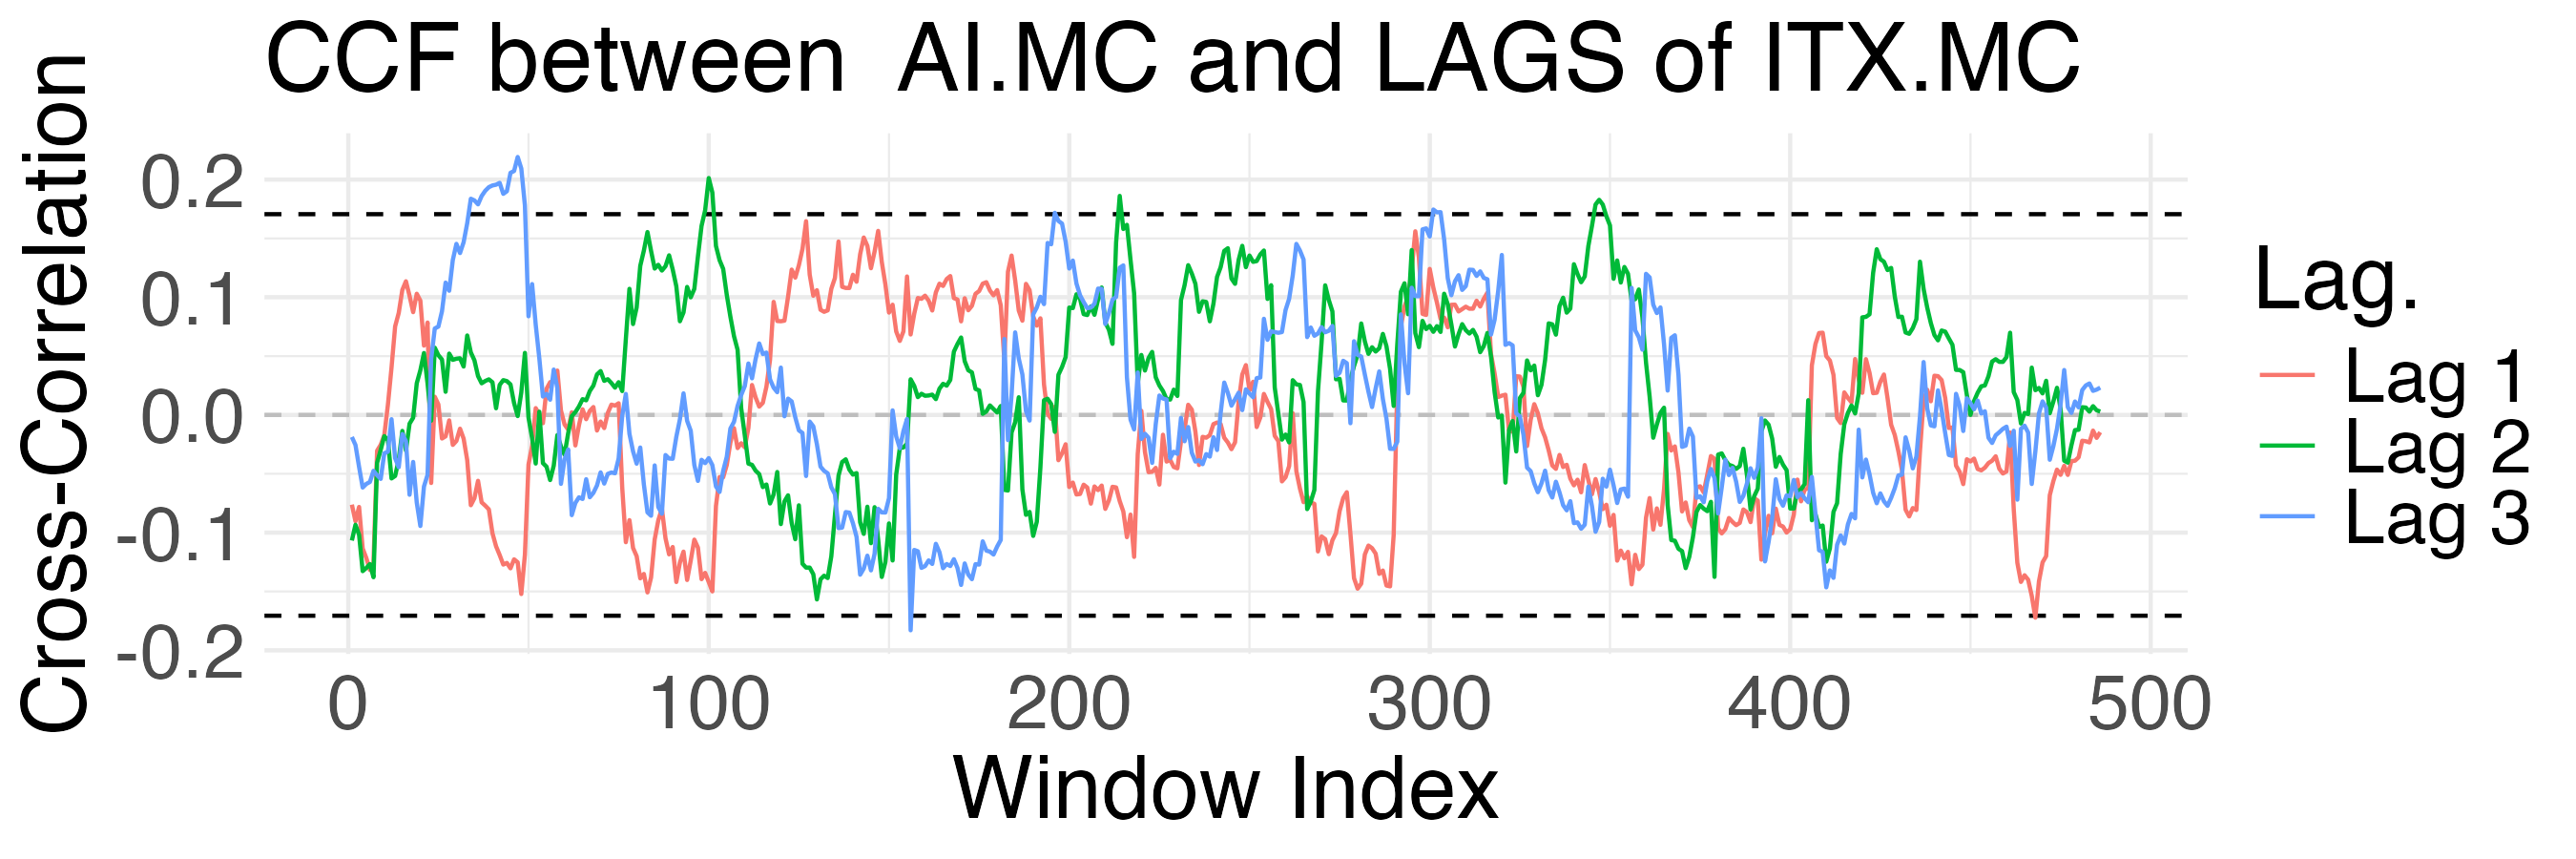 CCF between  AI.MC and LAGS of ITX.MC
Cross-Correlation
0.2
0.1
0.0
-0.1
-0.2
0 100 200 300 400 500
Window Index
Lag.
Lag 1
Lag 2
Lag 3